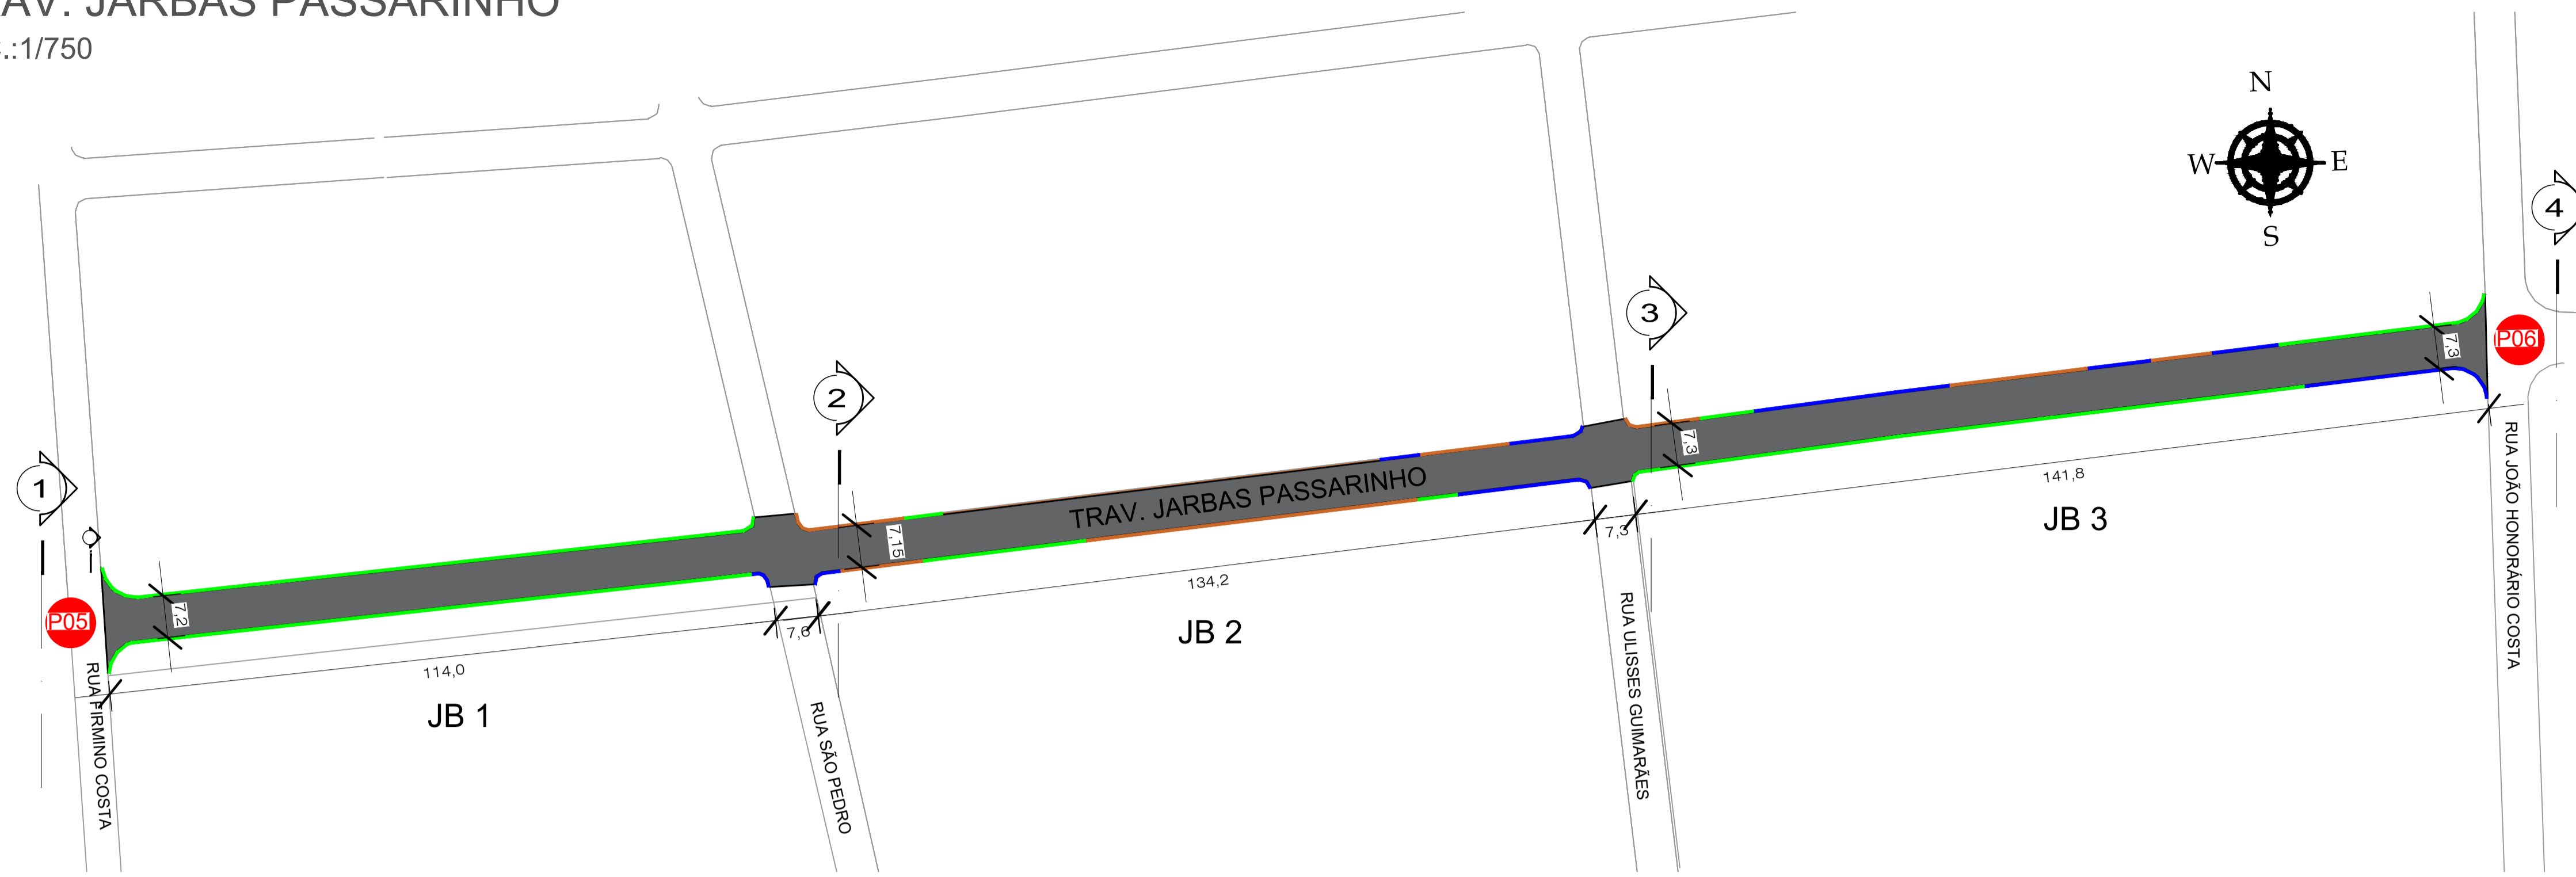 AV. JARBAS PASSARINHO
.:1/750
N
W
E
S
4
3
2
1
P06
P05
7,3
7,3
7,15
7,2
TRAV. JARBAS PASSARINHO
141,8
JB 3
7,3
134,2
JB 2
7,6
114,0
JB 1
RUA FIRMINO COSTA
RUA SÃO PEDRO
RUA ULISSES GUIMARÃES
RUA JOÃO HONORÁRIO COSTA